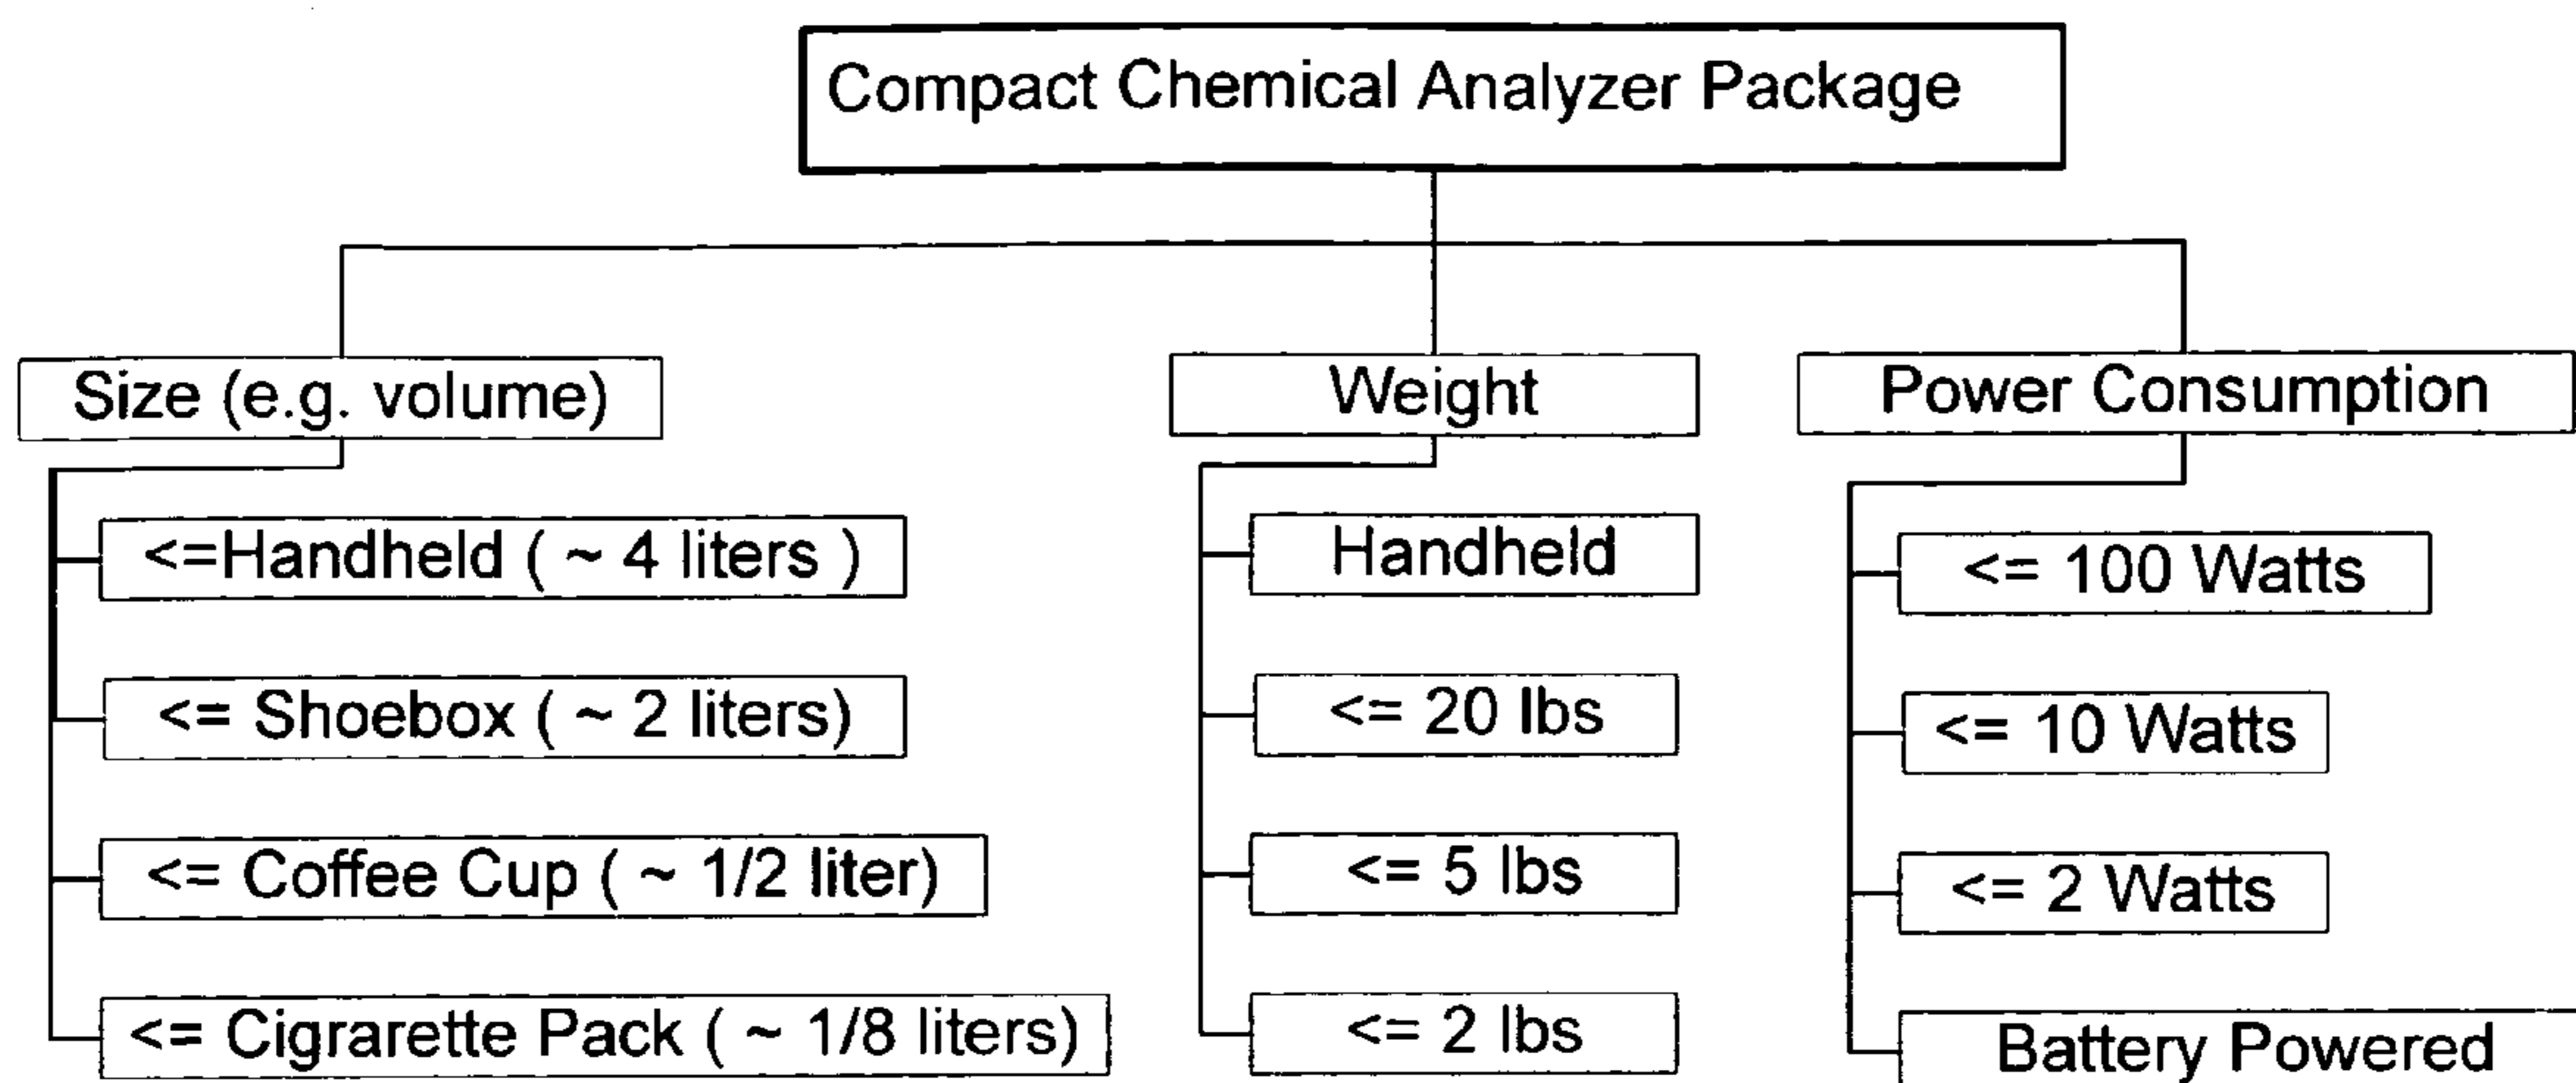 Compact Chemical Analyzer Package
Size (e.g. volume)
<=Handheld ( ~ 4 liters )
<= Shoebox ( ~ 2 liters)
<= Coffee Cup ( ~ 1/2 liter)
<= Cigrarette Pack ( ~ 1/8 liters)
Weight
Handheld
<= 20 lbs
<= 5 lbs
<= 2 lbs
Power Consumption
<= 100 Watts
<= 10 Watts
<= 2 Watts
Battery Powered